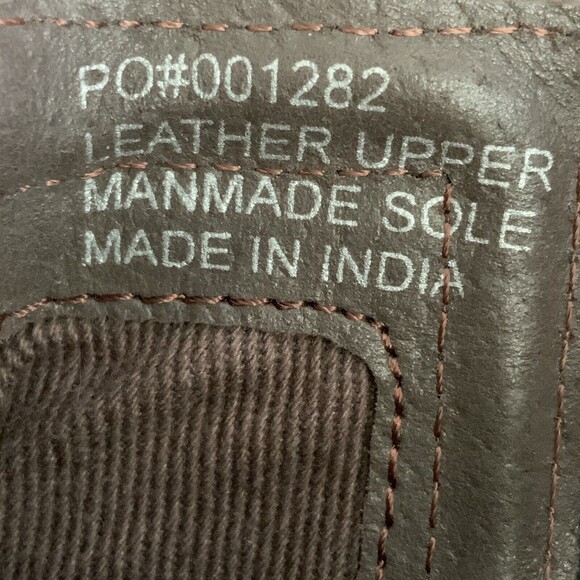 PO#001282
LEATHER UPPER
MANMADE SOLE
MADE IN INDIA